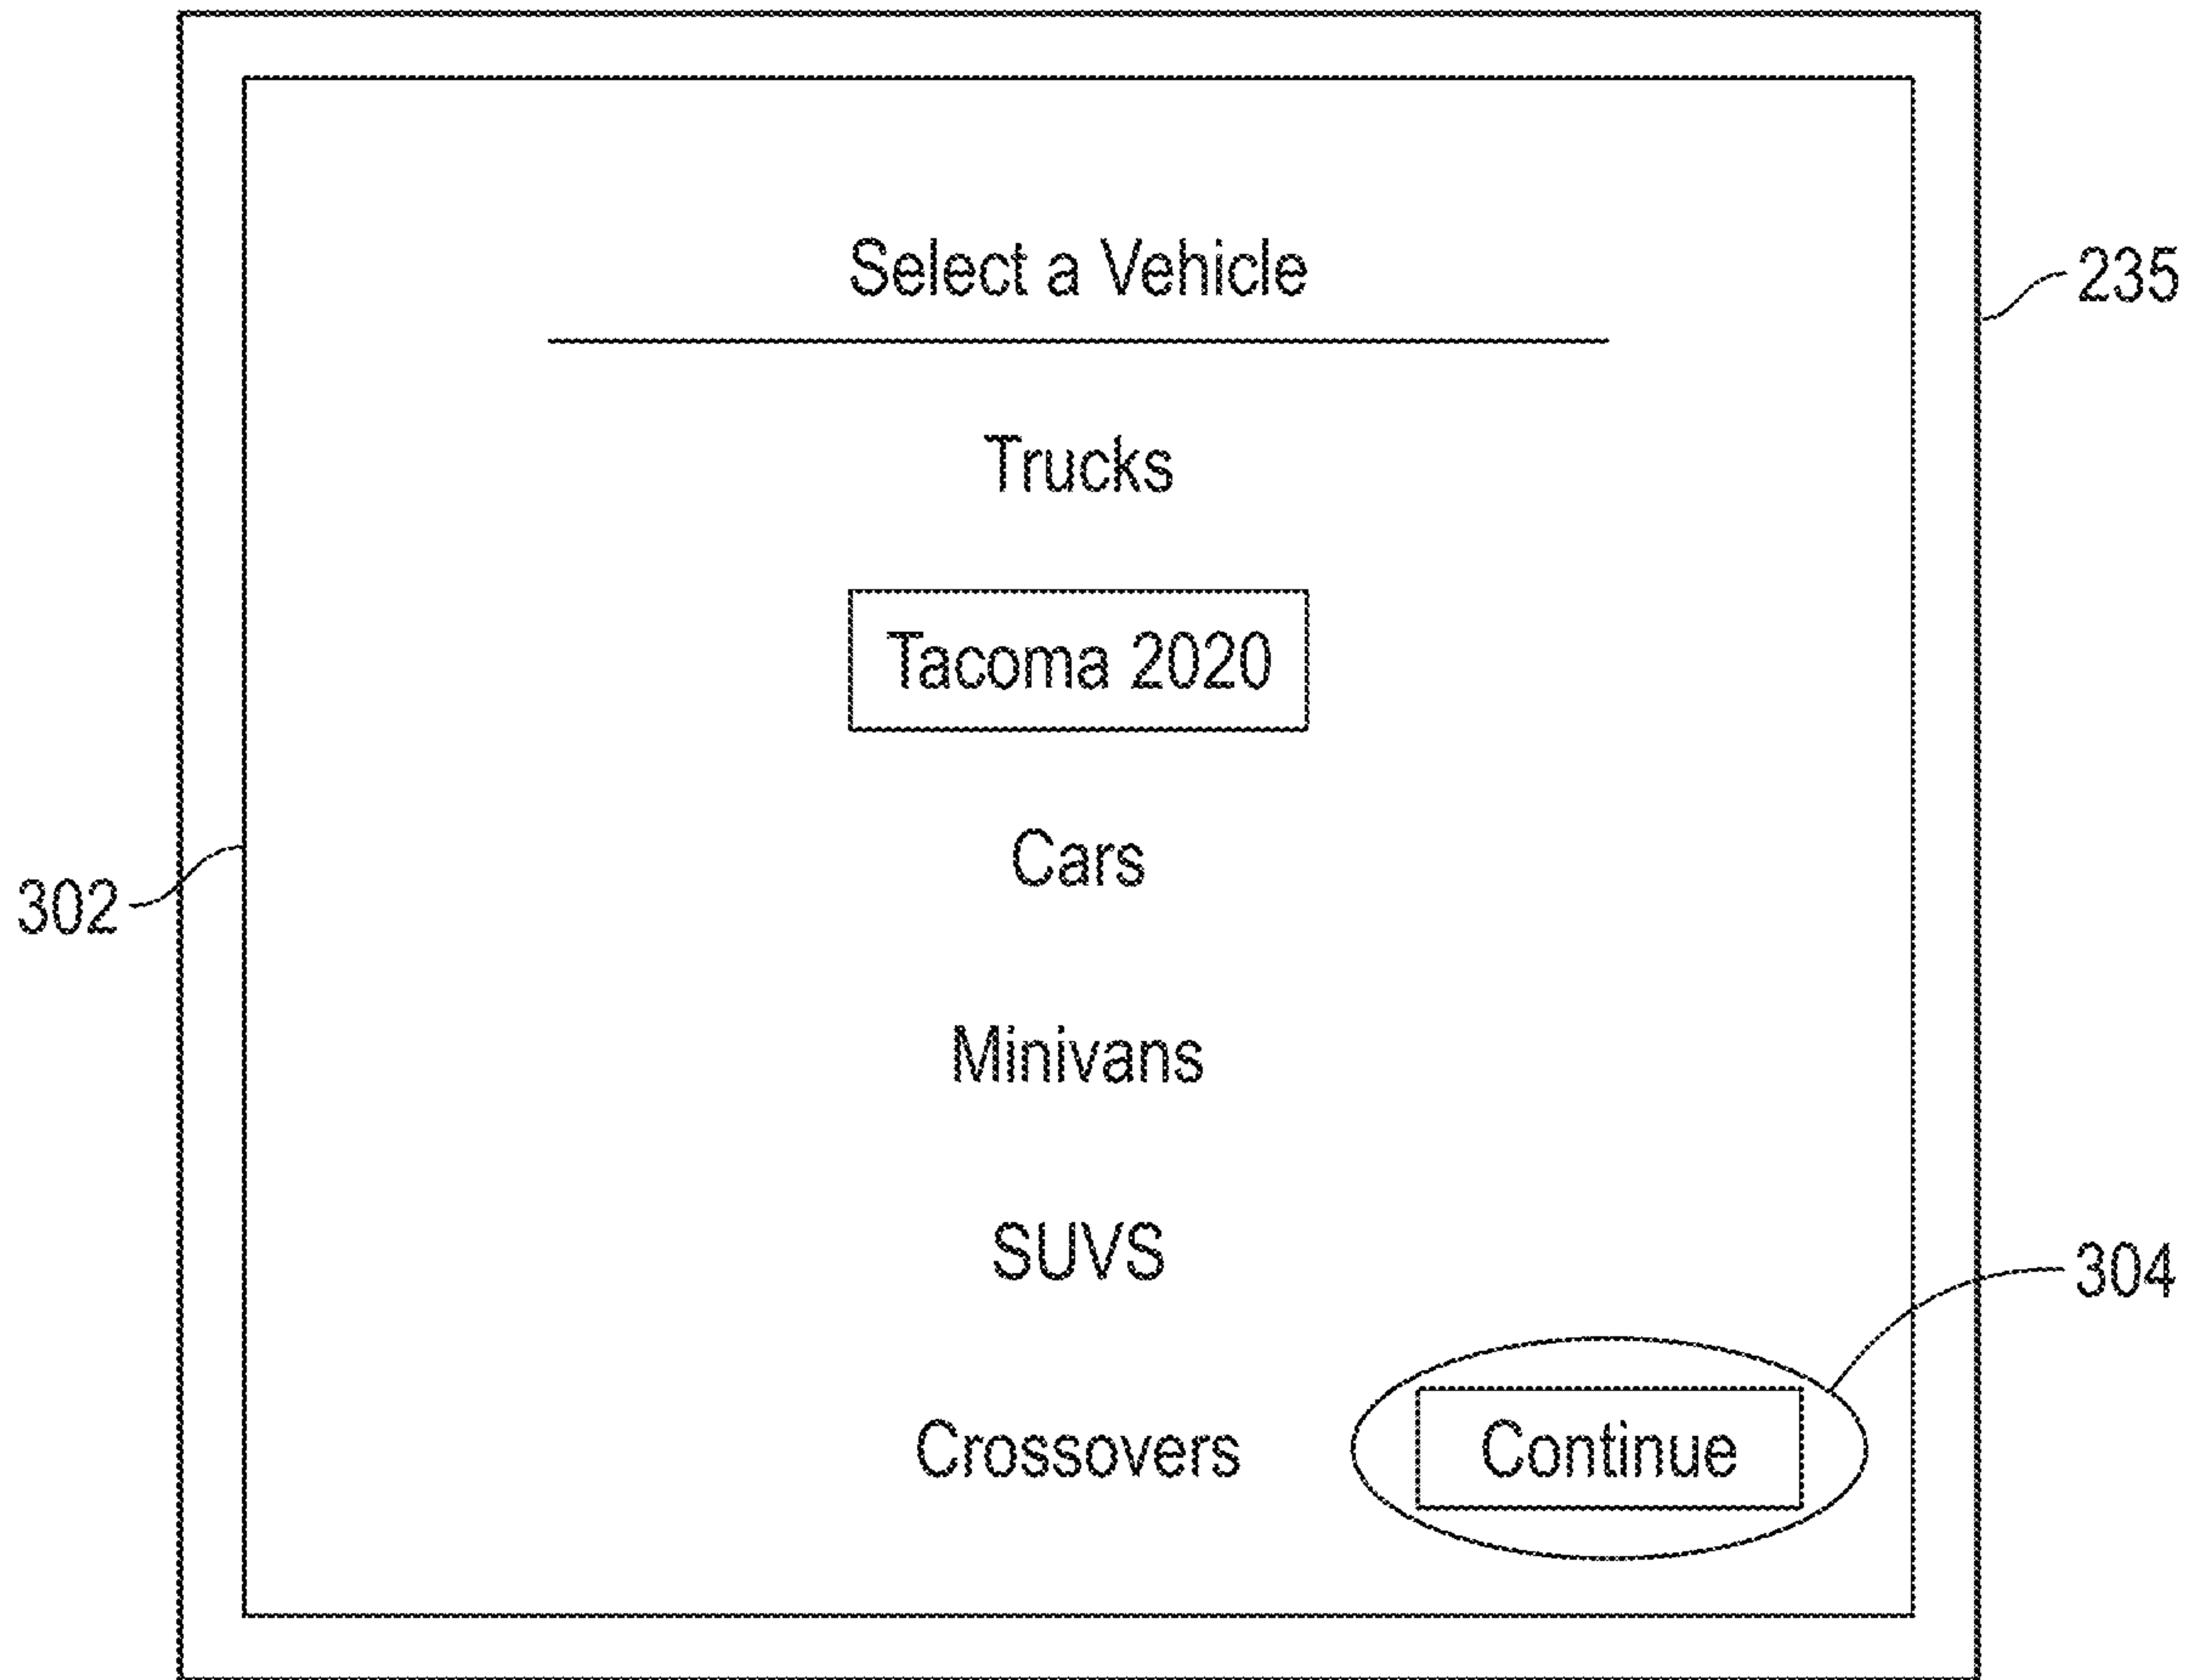 Select a Vehicle
235
Trucks
Tacoma 2020
Cars
302
Minivans
SUVS
304
Crossovers
Continue